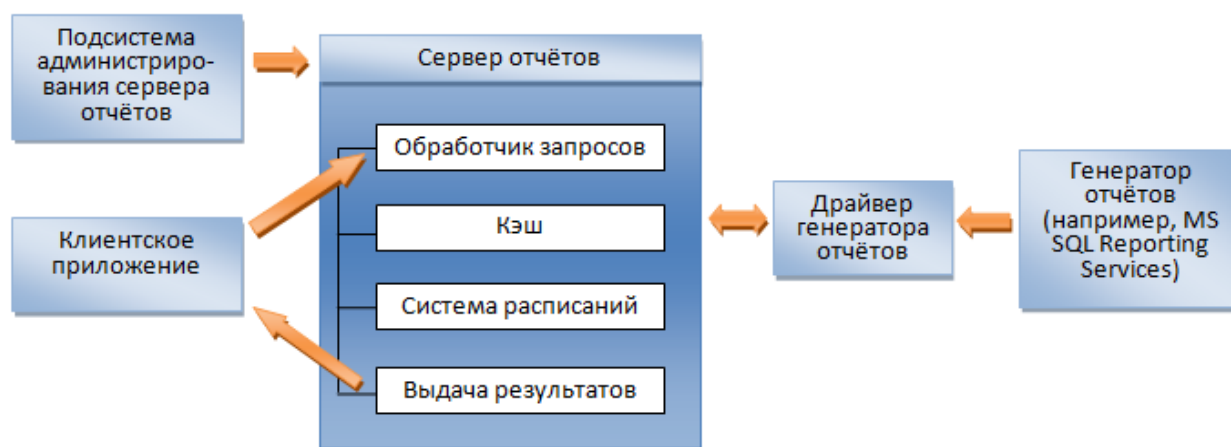 Подсистема
администриро-
вания сервера
отчётов
Сервер отчётов
Обработчик запросов
Кэш
Система расписаний
Выдача результатов
Клиентское
приложение
Драйвер
генератора
отчётов
Генератор
отчётов
(например, MS
SQL Reporting
Services)